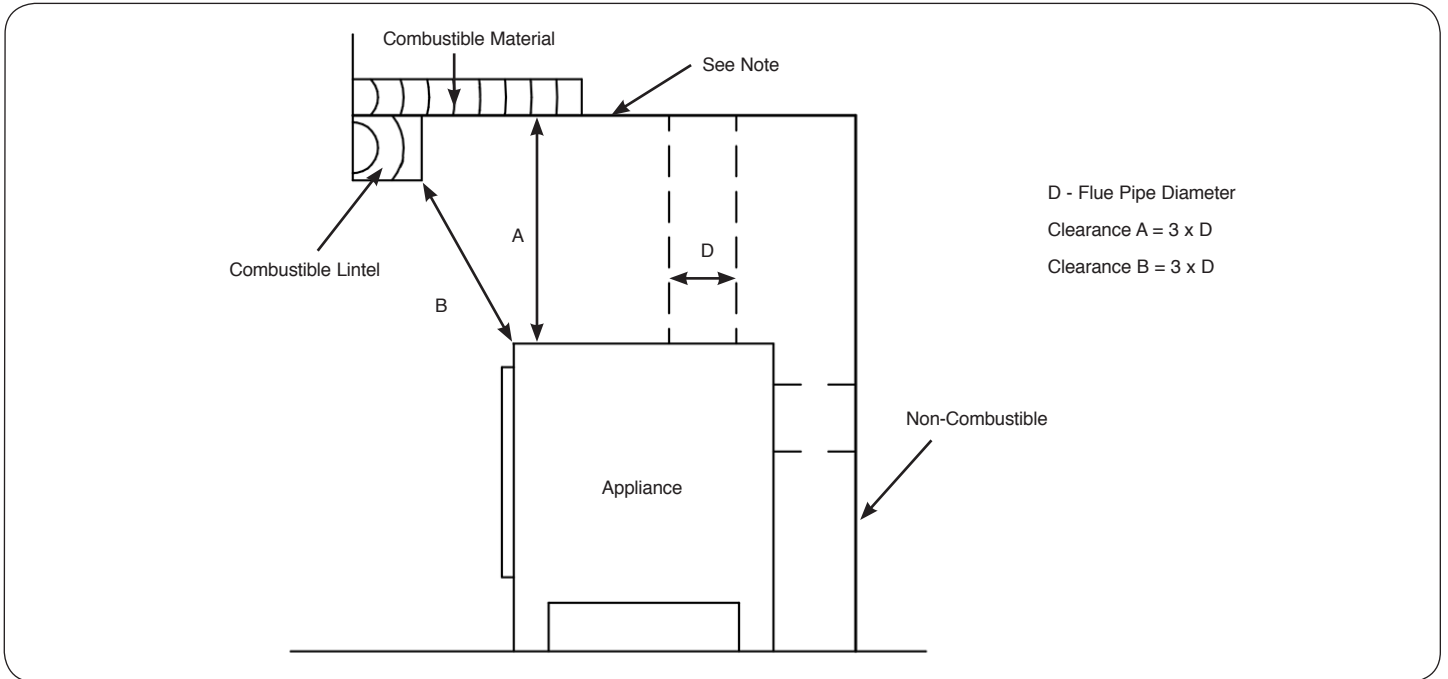 Combustible Material
See Note
D - Flue Pipe Diameter
Clearance A = 3 x D
Clearance B = 3 x D
A
D
Combustible Lintel
B
Non-Combustible
Appliance